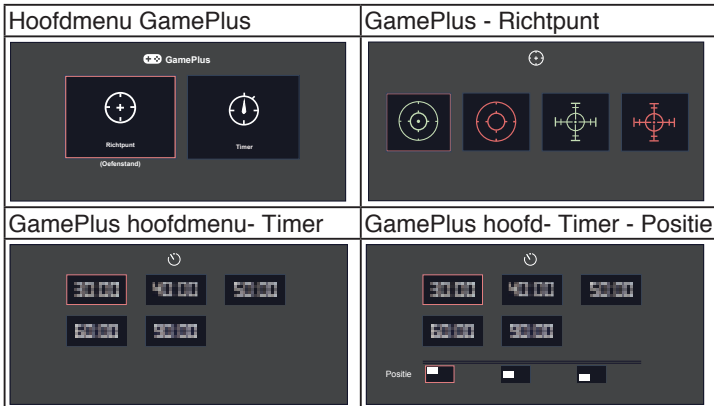 Hoofdmenu GamePlus
GamePlus - Richtpunt
GamePlus
Richtpunt
Timer
(Oefenstand)
GamePlus hoofdmenu- Timer
GamePlus hoofd- Timer - Positie
30:00 40:00 50:00
60:00 90:00
30:00 40:00 50:00
60:00 90:00
Positie